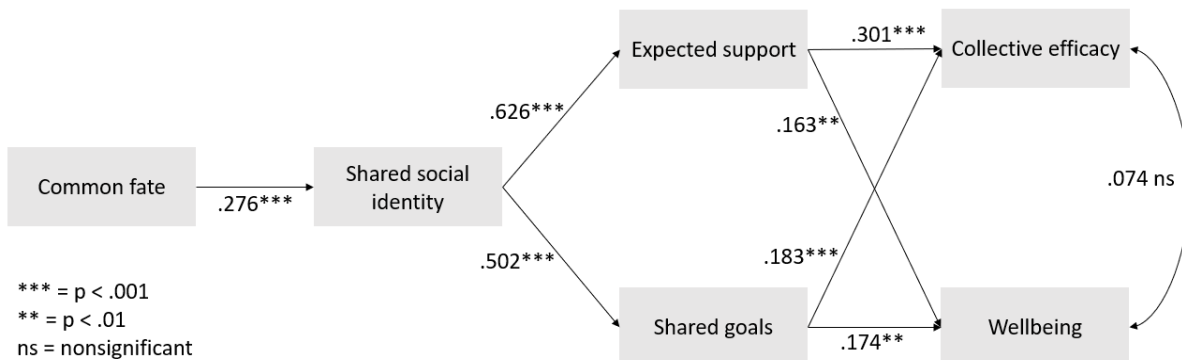 Expected support
.301***
Collective efficacy
.626***
.163**
Common fate
.276***
Shared social
identity
.074 ns
.502***
.183***
*** = p < .001
** = p < .01
ns = nonsignificant
Shared goals
.174**
Wellbeing